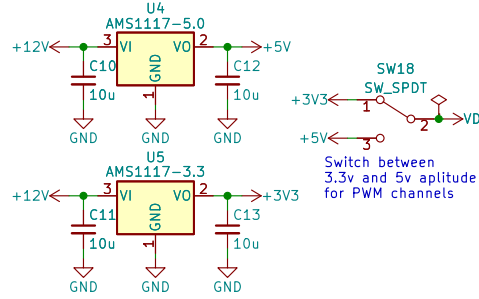 U4
AMS1117-5.0
+12V 3 VI VO 2 +5V
GND
C10
10u
C12
10u
1
GND GND GND
SW18
SW_SPDT
+3V3 1
2 VD
+5V 3
Switch between
3.3v and 5v aplitude
for PWM channels
U5
AMS1117-3.3
+12V 3 VI VO 2 +3V3
GND
C11
10u
C13
10u
1
GND GND GND